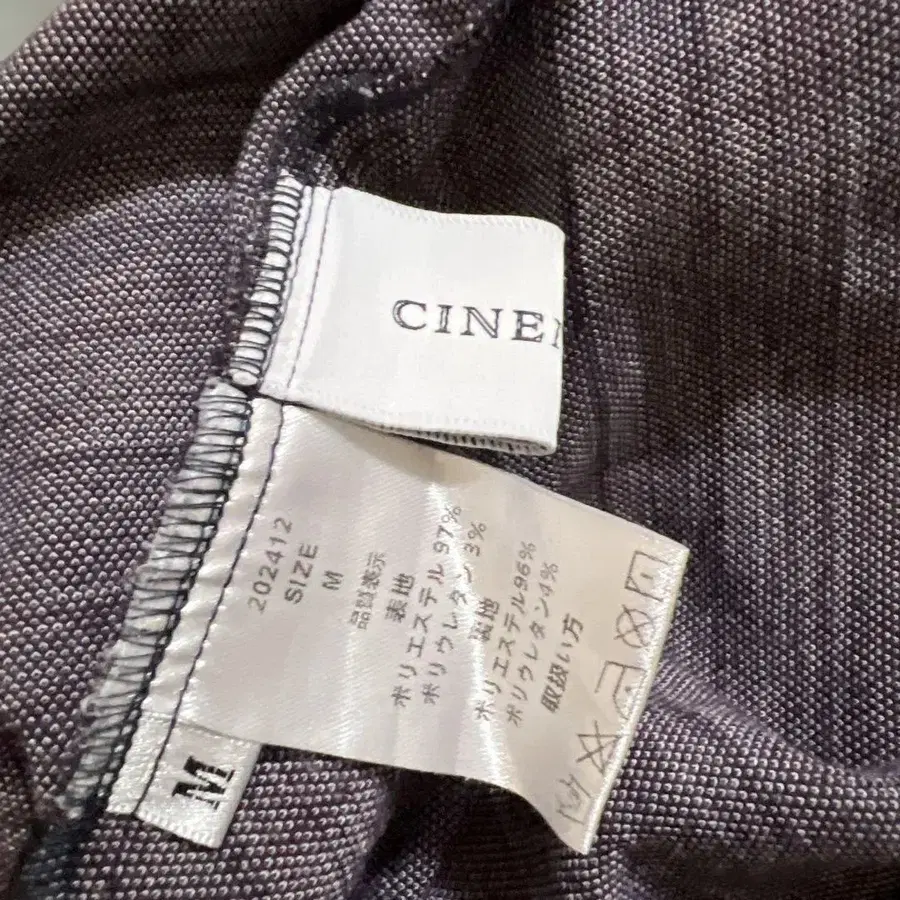 CINE
202412
SIZE
M
品質表示
表地
ポリエステル97%
ポリウレタン 3%
裏地
ポリエステル96%
ポリウレタン4%
取扱い方
M